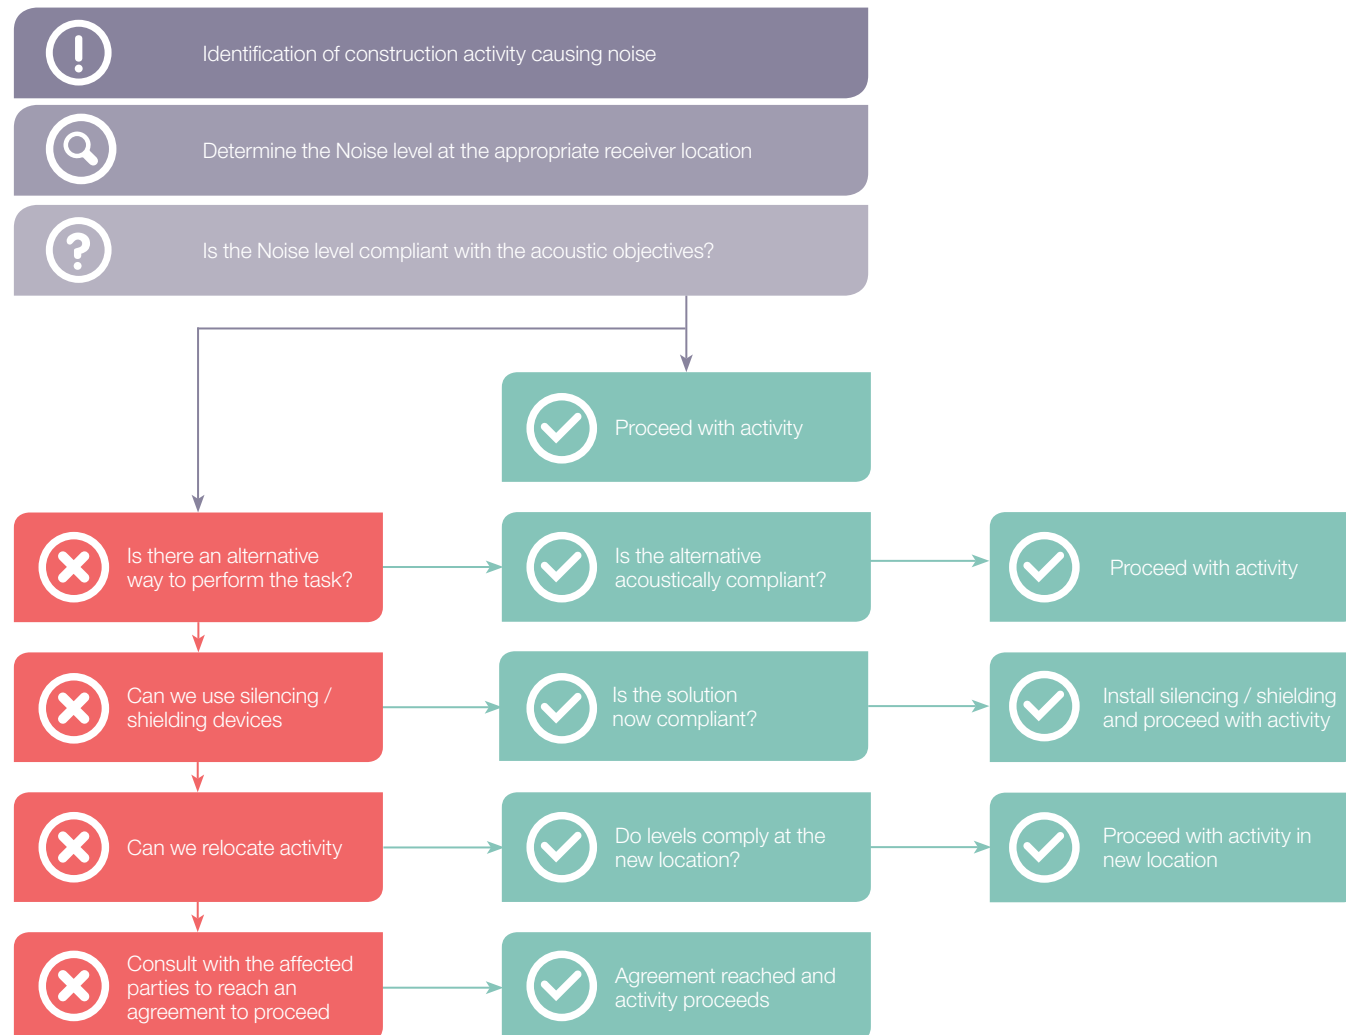 Identification of construction activity causing noise
Determine the Noise level at the appropriate receiver location
Is the Noise level compliant with the acoustic objectives?
Proceed with activity
Is there an alternative
way to perform the task?
Is the alternative
acoustically compliant?
Proceed with activity
Can we use silencing /
shielding devices
Is the solution
now compliant?
Install silencing / shielding
and proceed with activity
Can we relocate activity
Do levels comply at the
new location?
Proceed with activity in
new location
Consult with the affected
parties to reach an
agreement to proceed
Agreement reached and
activity proceeds